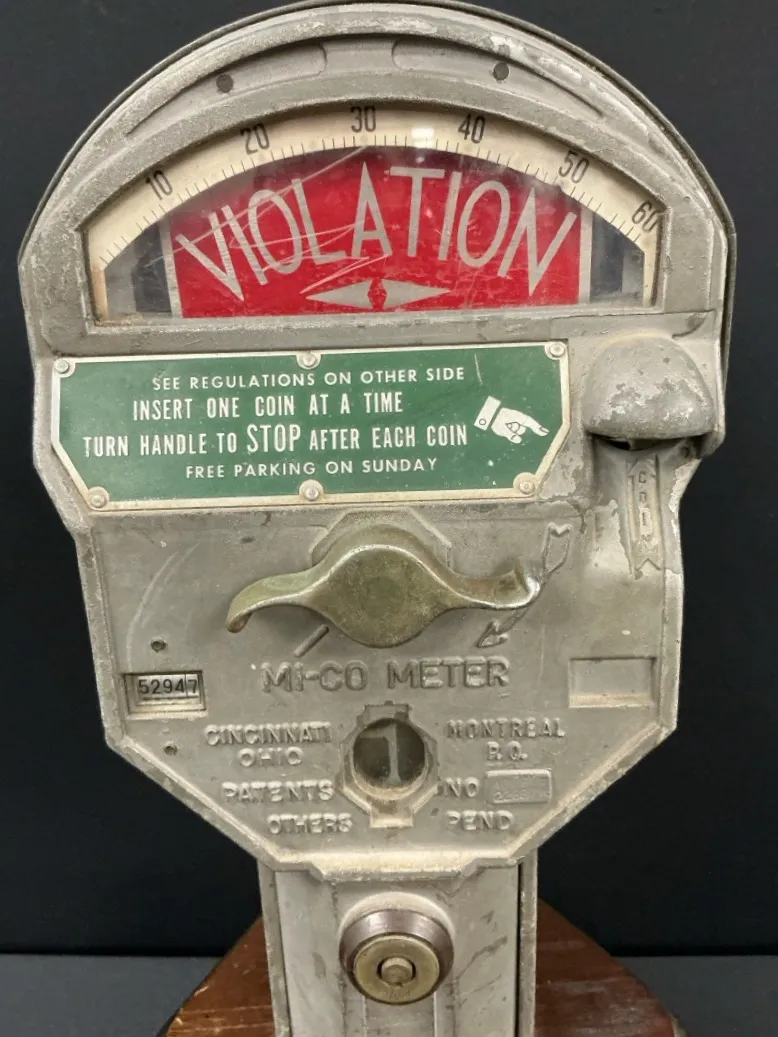 10 20 30 40 50 60
VIOLATION
SEE REGULATIONS ON OTHER SIDE
INSERT ONE COIN AT A TIME
TURN HANDLE TO STOP AFTER EACH COIN
FREE PARKING ON SUNDAY
COIN
MI-CO METER
52947
CINCINNATI
OHIO
MONTREAL
P.Q.
1
PATENTS NO
OTHERS PEND